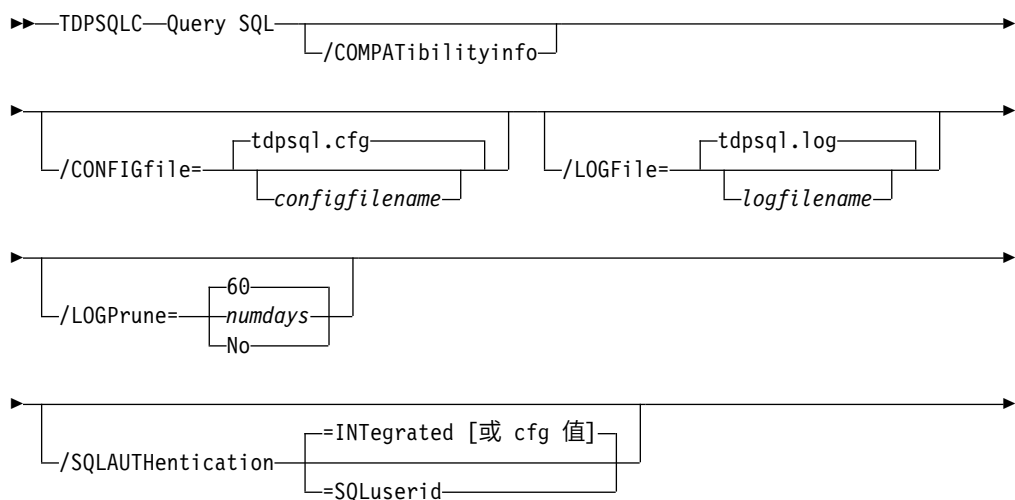 TDPSQLC Query SQL
/COMPATibilityinfo
/CONFIGfile= tdpsql.cfg /LOGFile= tdpsql.log
configfilename logfilename
/LOGPrune= 60
numdays
No
/SQLAUTHentication =INTegrated [或 cfg 值]
=SQLuserid